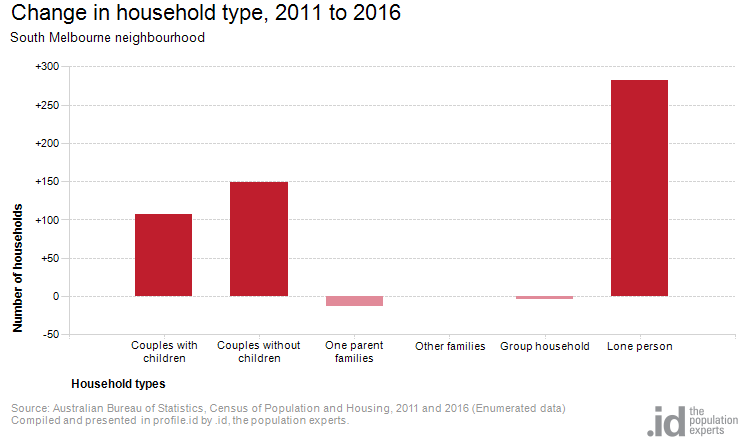 Change in household type, 2011 to 2016
South Melbourne neighbourhood
+300
+250
+200
+150
+100
+50
0
-50
Number of households
Couples with children
Couples without children
One parent families
Other families
Group household
Lone person
Household types
Source: Australian Bureau of Statistics, Census of Population and Housing, 2011 and 2016 (Enumerated data)
Compiled and presented in profile.id by .id, the population experts.
.id the population experts